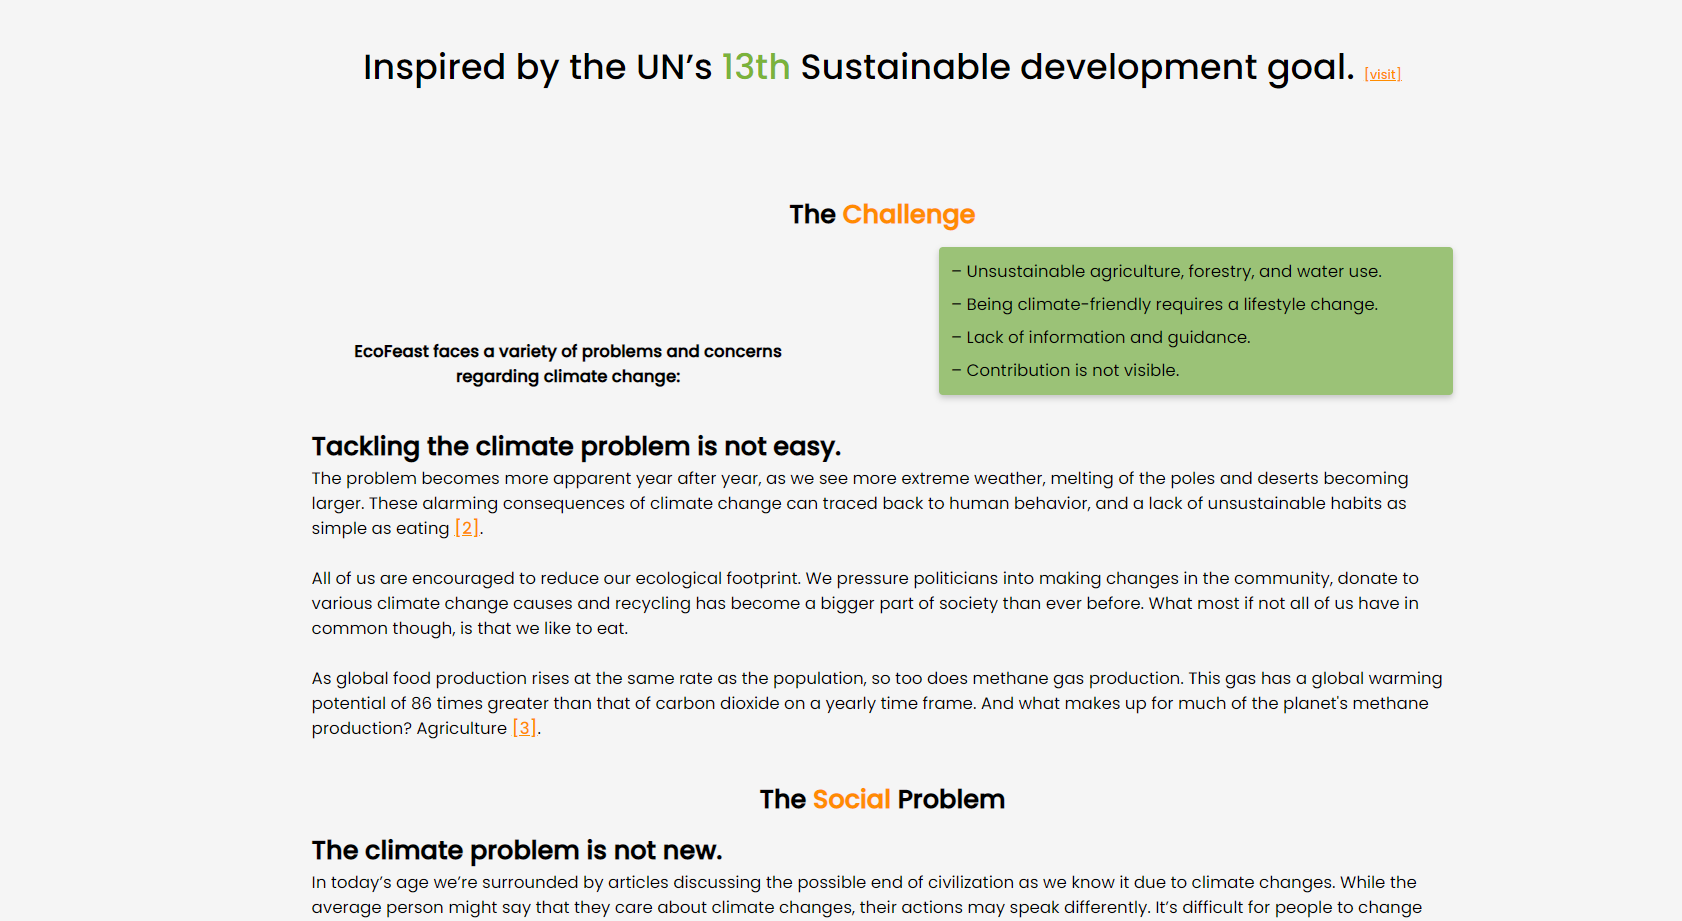 Inspired by the UN’s 13th Sustainable development goal. [visit]
The Challenge
EcoFeast faces a variety of problems and concerns
regarding climate change:
– Unsustainable agriculture, forestry, and water use.
– Being climate-friendly requires a lifestyle change.
– Lack of information and guidance.
– Contribution is not visible.
Tackling the climate problem is not easy.
The problem becomes more apparent year after year, as we see more extreme weather, melting of the poles and deserts becoming
larger. These alarming consequences of climate change can traced back to human behavior, and a lack of unsustainable habits as
simple as eating [2].
All of us are encouraged to reduce our ecological footprint. We pressure politicians into making changes in the community, donate to
various climate change causes and recycling has become a bigger part of society than ever before. What most if not all of us have in
common though, is that we like to eat.
As global food production rises at the same rate as the population, so too does methane gas production. This gas has a global warming
potential of 86 times greater than that of carbon dioxide on a yearly time frame. And what makes up for much of the planet's methane
production? Agriculture [3].
The Social Problem
The climate problem is not new.
In today’s age we’re surrounded by articles discussing the possible end of civilization as we know it due to climate changes. While the
average person might say that they care about climate changes, their actions may speak differently. It’s difficult for people to change